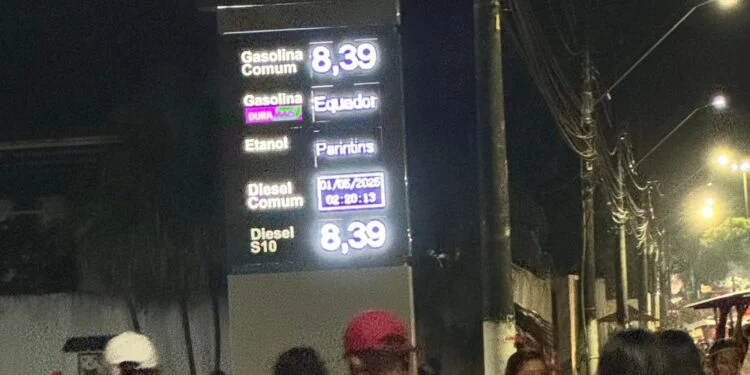 Gasolina
Comum
8,39
Gasolina
DURA
Equador
Etanol
Parintins
Diesel
Comum
01/05/2025
02:20:13
Diesel
S10
8,39